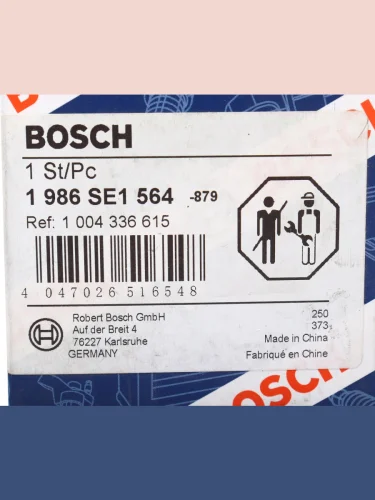 BOSCH
1 St/Pc
1 986 SE1 564 -879
Ref: 1 004 336 615
4 047026 516548
Robert Bosch GmbH
Auf der Breit 4
76227 Karlsruhe
GERMANY
250
373
Made in China
Fabriqué en Chine
BOSCH